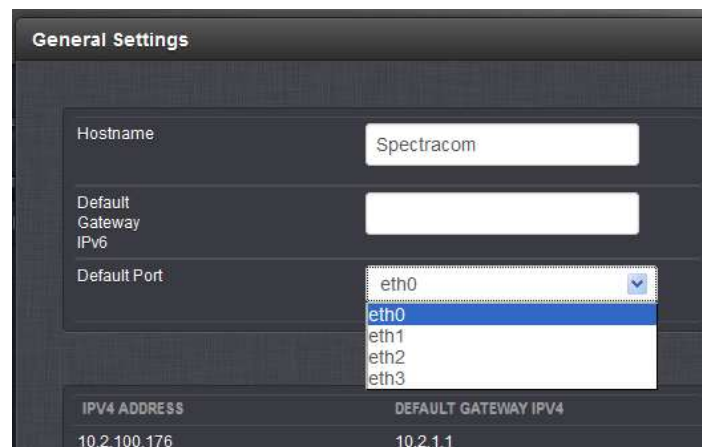 General Settings
Hostname
Spectracom
Default
Gateway
IPv6
Default Port
eth0
eth0
eth1
eth2
eth3
IPV4 ADDRESS
DEFAULT GATEWAY IPV4
10.2.100.176
10.2.1.1